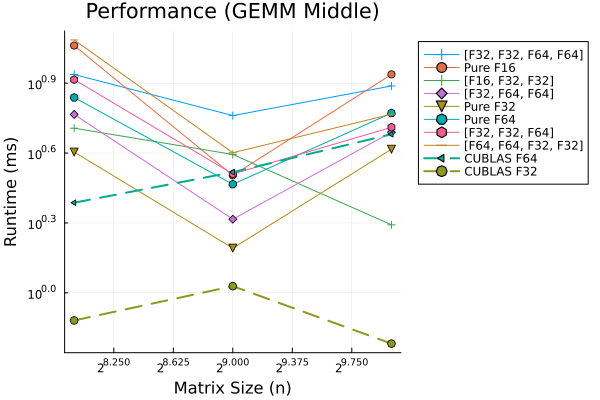 Performance (GEMM Middle)
Runtime (ms)
10^0.9
10^0.6
10^0.3
10^0.0
2^8.250
2^8.625
2^9.000
2^9.375
2^9.750
Matrix Size (n)
[F32, F32, F64, F64]
Pure F16
[F16, F32, F32]
[F32, F64, F64]
Pure F32
Pure F64
[F32, F32, F64]
[F64, F64, F32, F32]
CUBLAS F64
CUBLAS F32